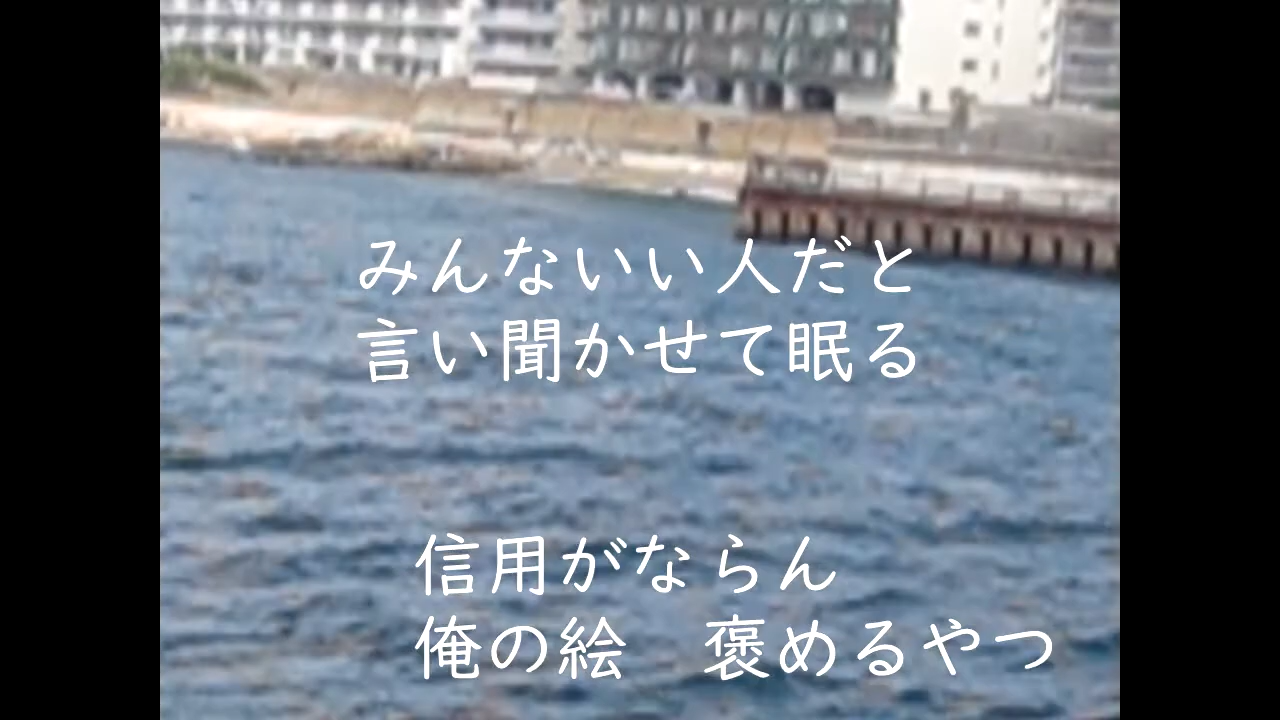 みんないい人だと
言い聞かせて眠る
信用がならん
俺の絵　褒めるやつ